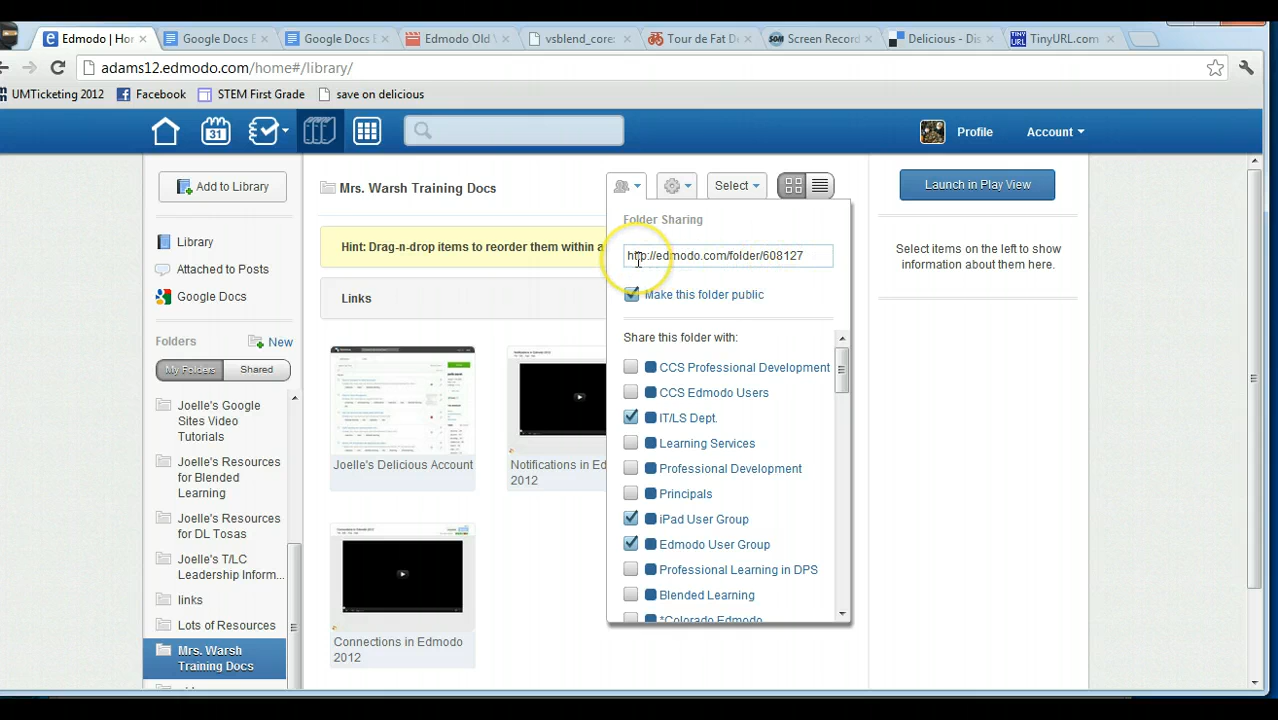 Edmodo | Hor
Google Docs E
Google Docs E
Edmodo Old V
vsblend_core:
Tour de Fat De
SOM
Screen Record
Delicious - Dis
TINY URL
TinyURL.com
adams12.edmodo.com/home#/library/
UMTicketing 2012
Facebook
STEM First Grade
save on delicious
31
Profile
Account
Add to Library
Mrs. Warsh Training Docs
Select
Launch in Play View
Folder Sharing
Library
Hint: Drag-n-drop items to reorder them within a
http://edmodo.com/folder/608127
Select items on the left to show
information about them here.
Attached to Posts
Google Docs
Links
Make this folder public
Folders
New
My Folders
Shared
Share this folder with:
CCS Professional Development
CCS Edmodo Users
IT/LS Dept.
Learning Services
Professional Development
Principals
iPad User Group
Edmodo User Group
Professional Learning in DPS
Blended Learning
*Colorado Edmodo
Joelle's Google
Sites Video
Tutorials
Joelle's Resources
for Blended
Learning
Joelle's Resources
for DL Tosas
Joelle's T/LC
Leadership Inform...
links
Lots of Resources
Mrs. Warsh
Training Docs
Joelle's Delicious Account
Notifications in Ed
2012
Connections in Edmodo
2012